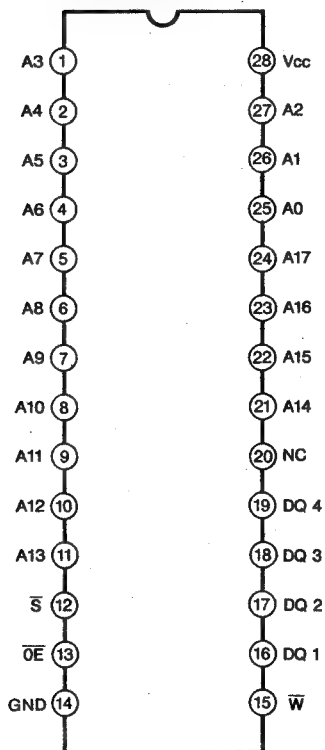 A3 1 28 Vcc
A4 2 27 A2
A5 3 26 A1
A6 4 25 A0
A7 5 24 A17
A8 6 23 A16
A9 7 22 A15
A10 8 21 A14
A11 9 20 NC
A12 10 19 DQ 4
A13 11 18 DQ 3
S̅ 12 17 DQ 2
O̅E̅ 13 16 DQ 1
GND 14 15 W̅